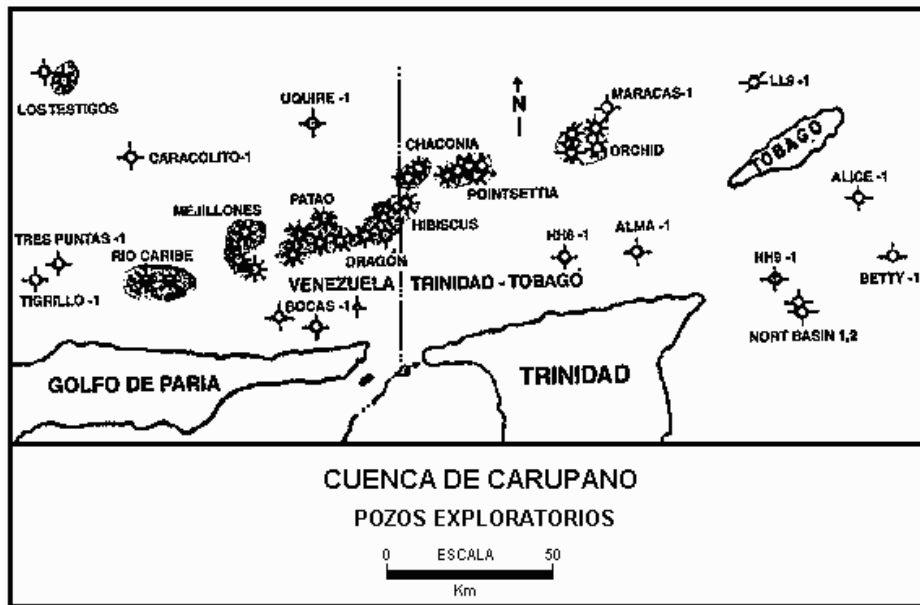 LOS TESTIGOS
UQUIRE -1
N
MARACAS-1
LL9 -1
CHACONIA
ORCHID
TOBAGO
CARACOLITO-1
POINTSETTIA
ALICE -1
MEJILLONES
PATAO
HIBISCUS
TRES PUNTAS -1
RIO CARIBE
DRAGÓN
HH6 -1
ALMA -1
HH9 -1
BETTY -1
TIGRILLO -1
VENEZUELA
TRINIDAD - TOBAGO
BOCAS -1
NORT BASIN 1,2
GOLFO DE PARIA
TRINIDAD
CUENCA DE CARUPANO
POZOS EXPLORATORIOS
0 ESCALA 50
Km